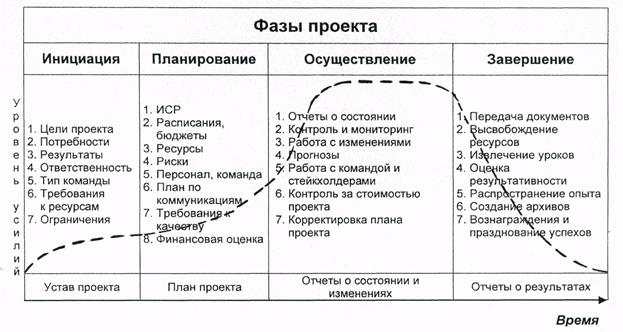 Фазы проекта
Инициация
Планирование
Осуществление
Завершение
Уровень усилий
1. Цели проекта
2. Потребности
3. Результаты
4. Ответственность
5. Тип команды
6. Требования
к ресурсам
7. Ограничения
1. ИСР
2. Расписания,
бюджеты
3. Ресурсы
4. Риски
5. Персонал, команда
6. План по
коммуникациям
7. Требования к
качеству
8. Финансовая оценка
1. Отчеты о состоянии
2. Контроль и мониторинг
3. Работа с изменениями
4. Прогнозы
5. Работа с командой и
стейкхолдерами
6. Контроль за стоимостью
проекта
7. Корректировка плана
проекта
1. Передача документов
2. Высвобождение
ресурсов
3. Извлечение уроков
4. Оценка
результативности
5. Распространие опыта
6. Создание архивов
7. Вознаграждения и
празднование успехов
Устав проекта
План проекта
Отчеты о состоянии и
изменениях
Отчеты о результатах
Время